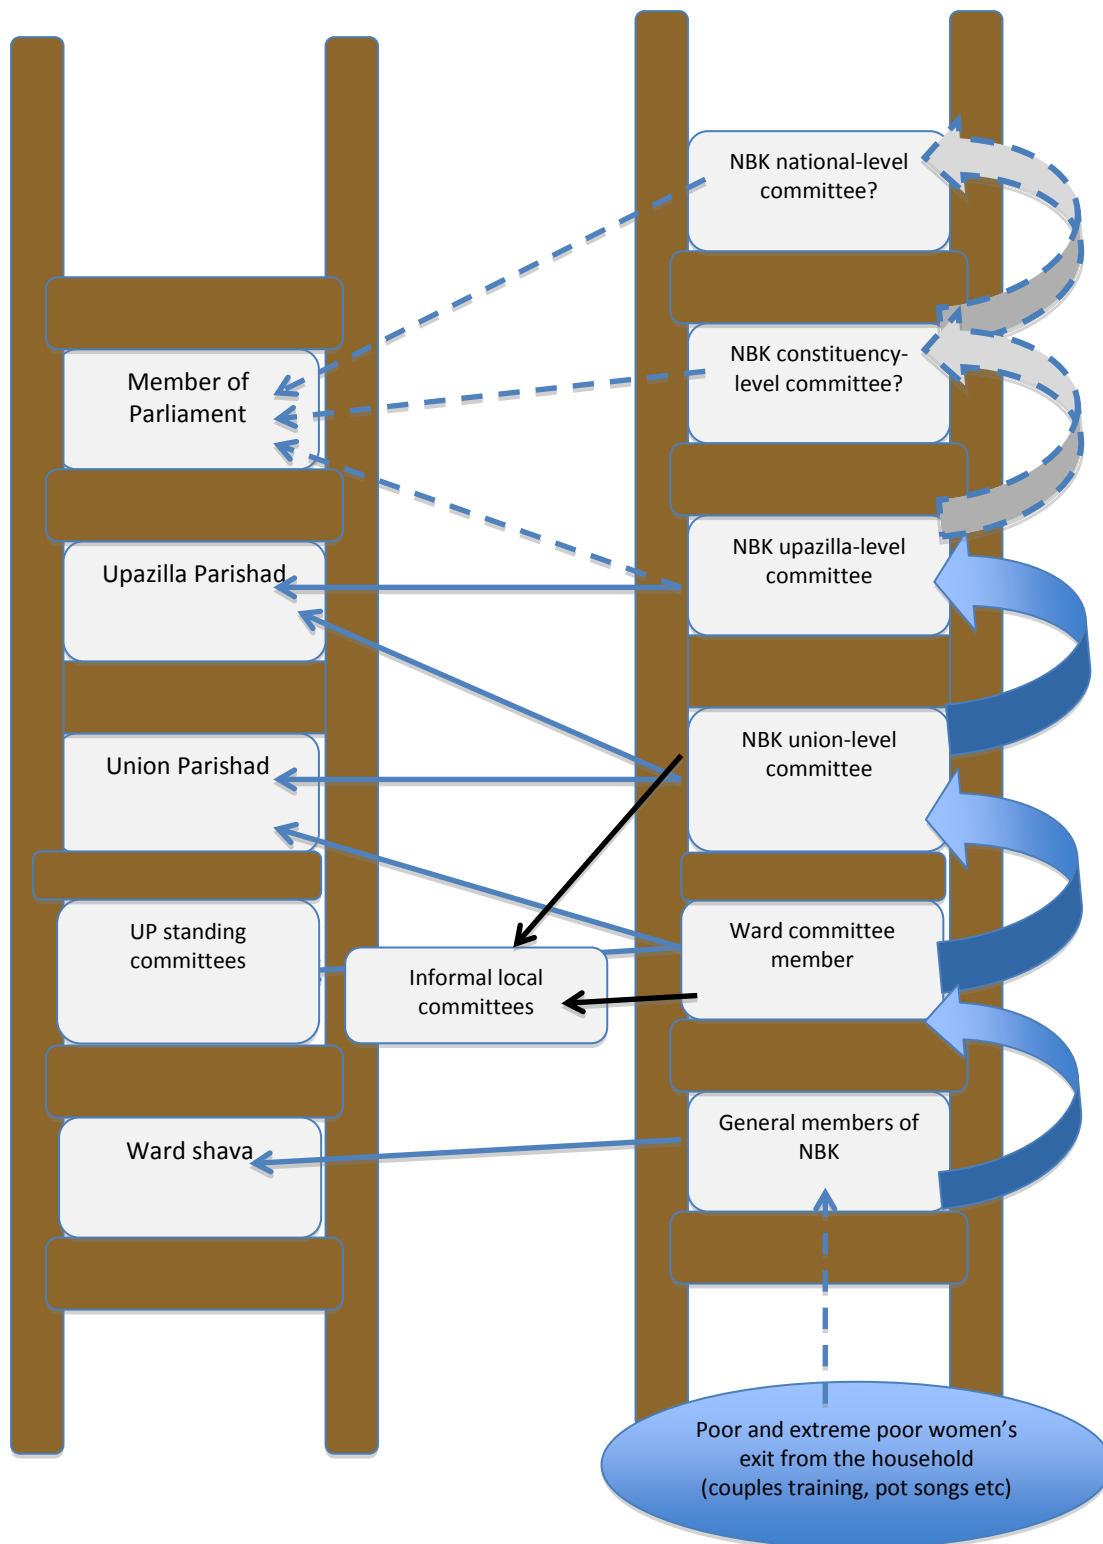 NBK national-level
committee?
NBK constituency-
level committee?
Member of
Parliament
NBK upazilla-level
committee
Upazilla Parishad
NBK union-level
committee
Union Parishad
UP standing
committees
Ward committee
member
Informal local
committees
General members of
NBK
Ward shava
Poor and extreme poor women’s
exit from the household
(couples training, pot songs etc)